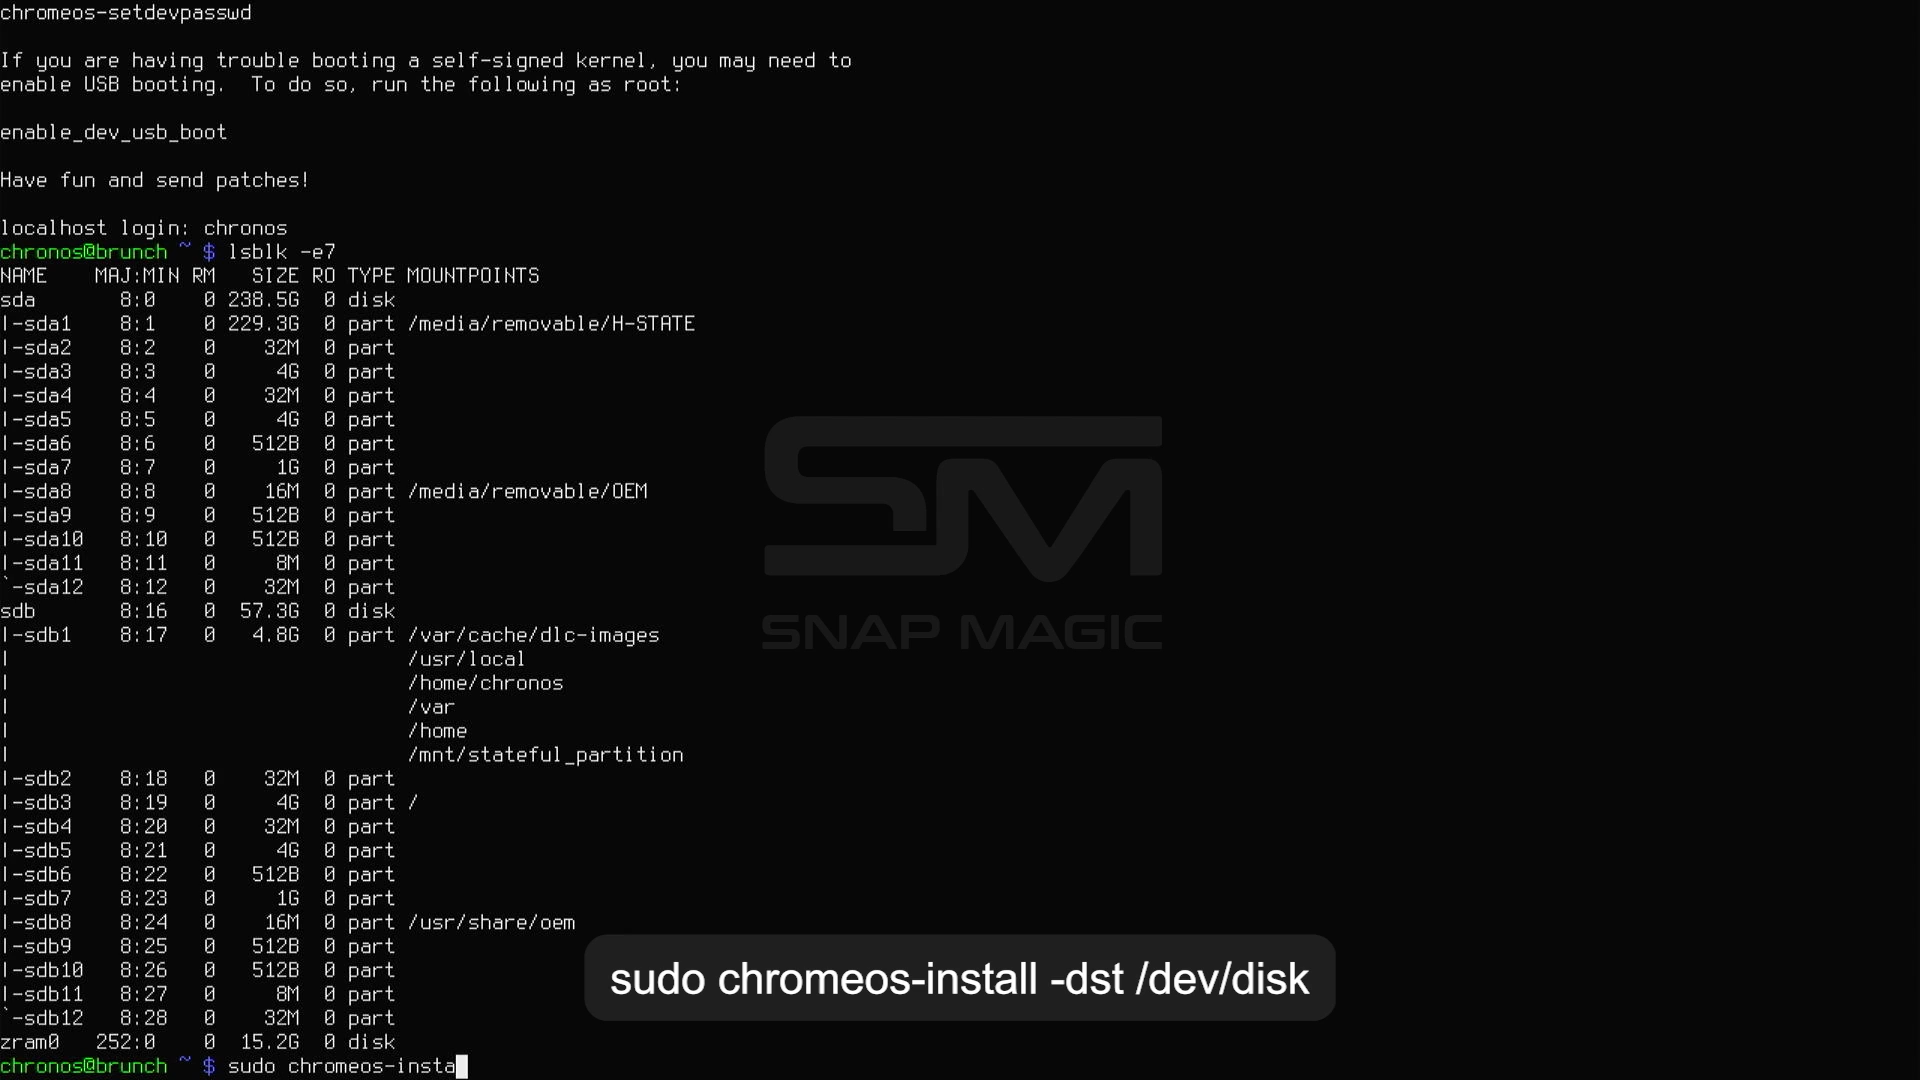 chromeos-setdevpasswd
If you are having trouble booting a self-signed kernel, you may need to
enable USB booting.  To do so, run the following as root:
enable_dev_usb_boot
Have fun and send patches!
localhost login: chronos
chronos@brunch ~ $ lsblk -e7
NAME    MAJ:MIN RM   SIZE RO TYPE MOUNTPOINTS
sda       8:0    0 238.5G  0 disk
|-sda1    8:1    0 229.3G  0 part /media/removable/H-STATE
|-sda2    8:2    0    32M  0 part
|-sda3    8:3    0     4G  0 part
|-sda4    8:4    0    32M  0 part
|-sda5    8:5    0     4G  0 part
|-sda6    8:6    0   512B  0 part
|-sda7    8:7    0     1G  0 part
|-sda8    8:8    0    16M  0 part /media/removable/OEM
|-sda9    8:9    0   512B  0 part
|-sda10   8:10   0   512B  0 part
|-sda11   8:11   0     8M  0 part
`-sda12   8:12   0    32M  0 part
sdb       8:16   0  57.3G  0 disk
|-sdb1    8:17   0   4.8G  0 part /var/cache/dlc-images
|                                 /usr/local
|                                 /home/chronos
|                                 /var
|                                 /home
|                                 /mnt/stateful_partition
|-sdb2    8:18   0    32M  0 part
|-sdb3    8:19   0     4G  0 part /
|-sdb4    8:20   0    32M  0 part
|-sdb5    8:21   0     4G  0 part
|-sdb6    8:22   0   512B  0 part
|-sdb7    8:23   0     1G  0 part
|-sdb8    8:24   0    16M  0 part /usr/share/oem
|-sdb9    8:25   0   512B  0 part
|-sdb10   8:26   0   512B  0 part
|-sdb11   8:27   0     8M  0 part
`-sdb12   8:28   0    32M  0 part
zram0   252:0    0  15.2G  0 disk
chronos@brunch ~ $ sudo chromeos-insta
SM
SNAP MAGIC
sudo chromeos-install -dst /dev/disk